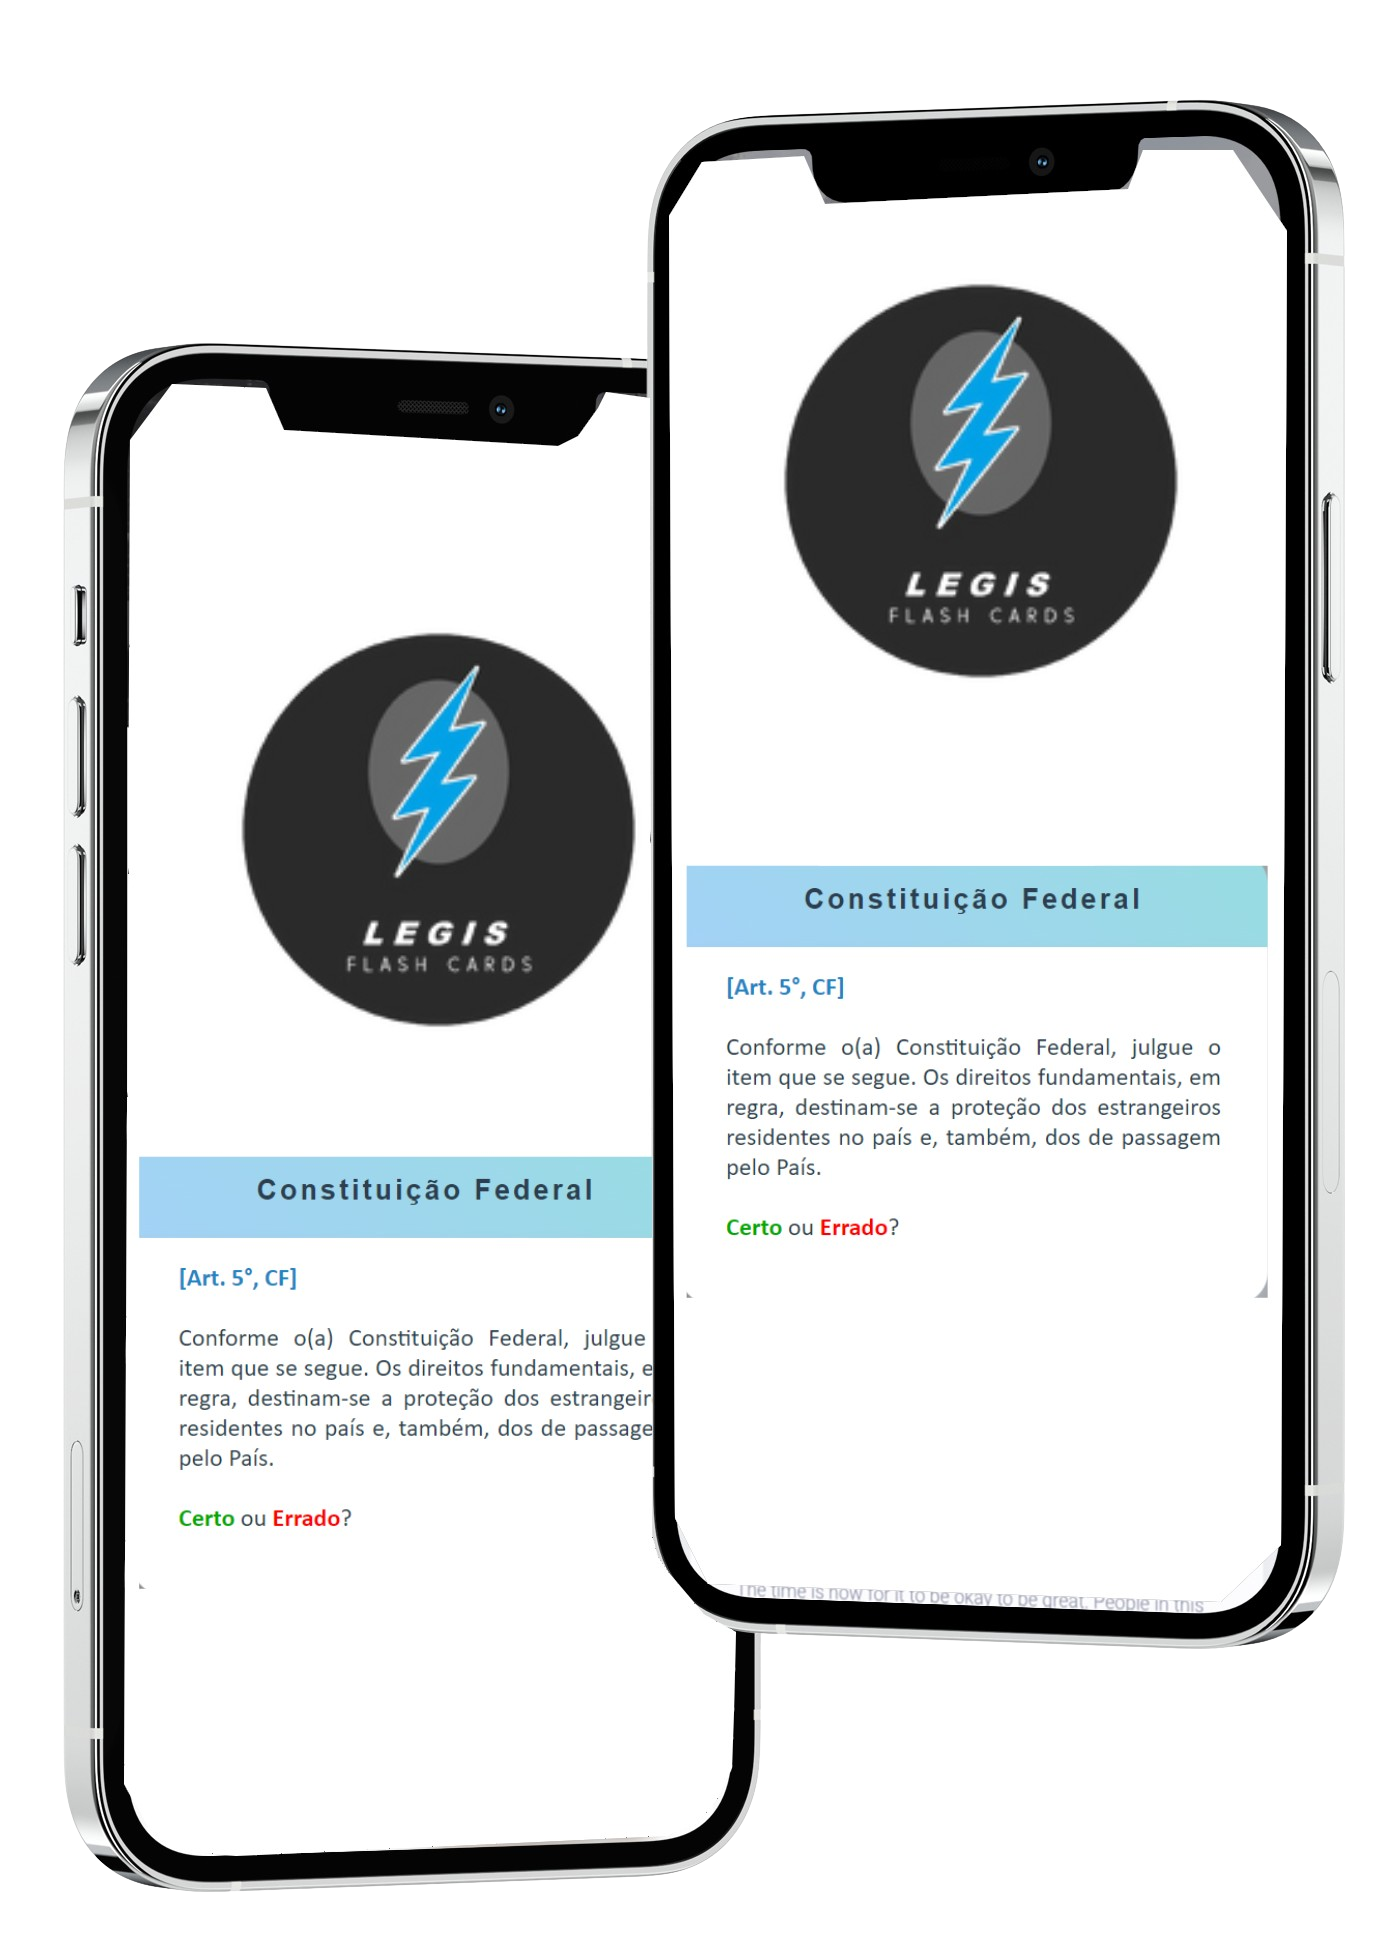 LEGIS
FLASH CARDS
Constituição Federal
[Art. 5°, CF]
Conforme o(a) Constituição Federal, julgue
item que se segue. Os direitos fundamentais, e
regra, destinam-se a proteção dos estrangeir
residentes no país e, também, dos de passage
pelo País.
Certo ou Errado?
LEGIS
FLASH CARDS
Constituição Federal
[Art. 5°, CF]
Conforme o(a) Constituição Federal, julgue o
item que se segue. Os direitos fundamentais, em
regra, destinam-se a proteção dos estrangeiros
residentes no país e, também, dos de passagem
pelo País.
Certo ou Errado?
The time is now for it to be okay to be great. People in this